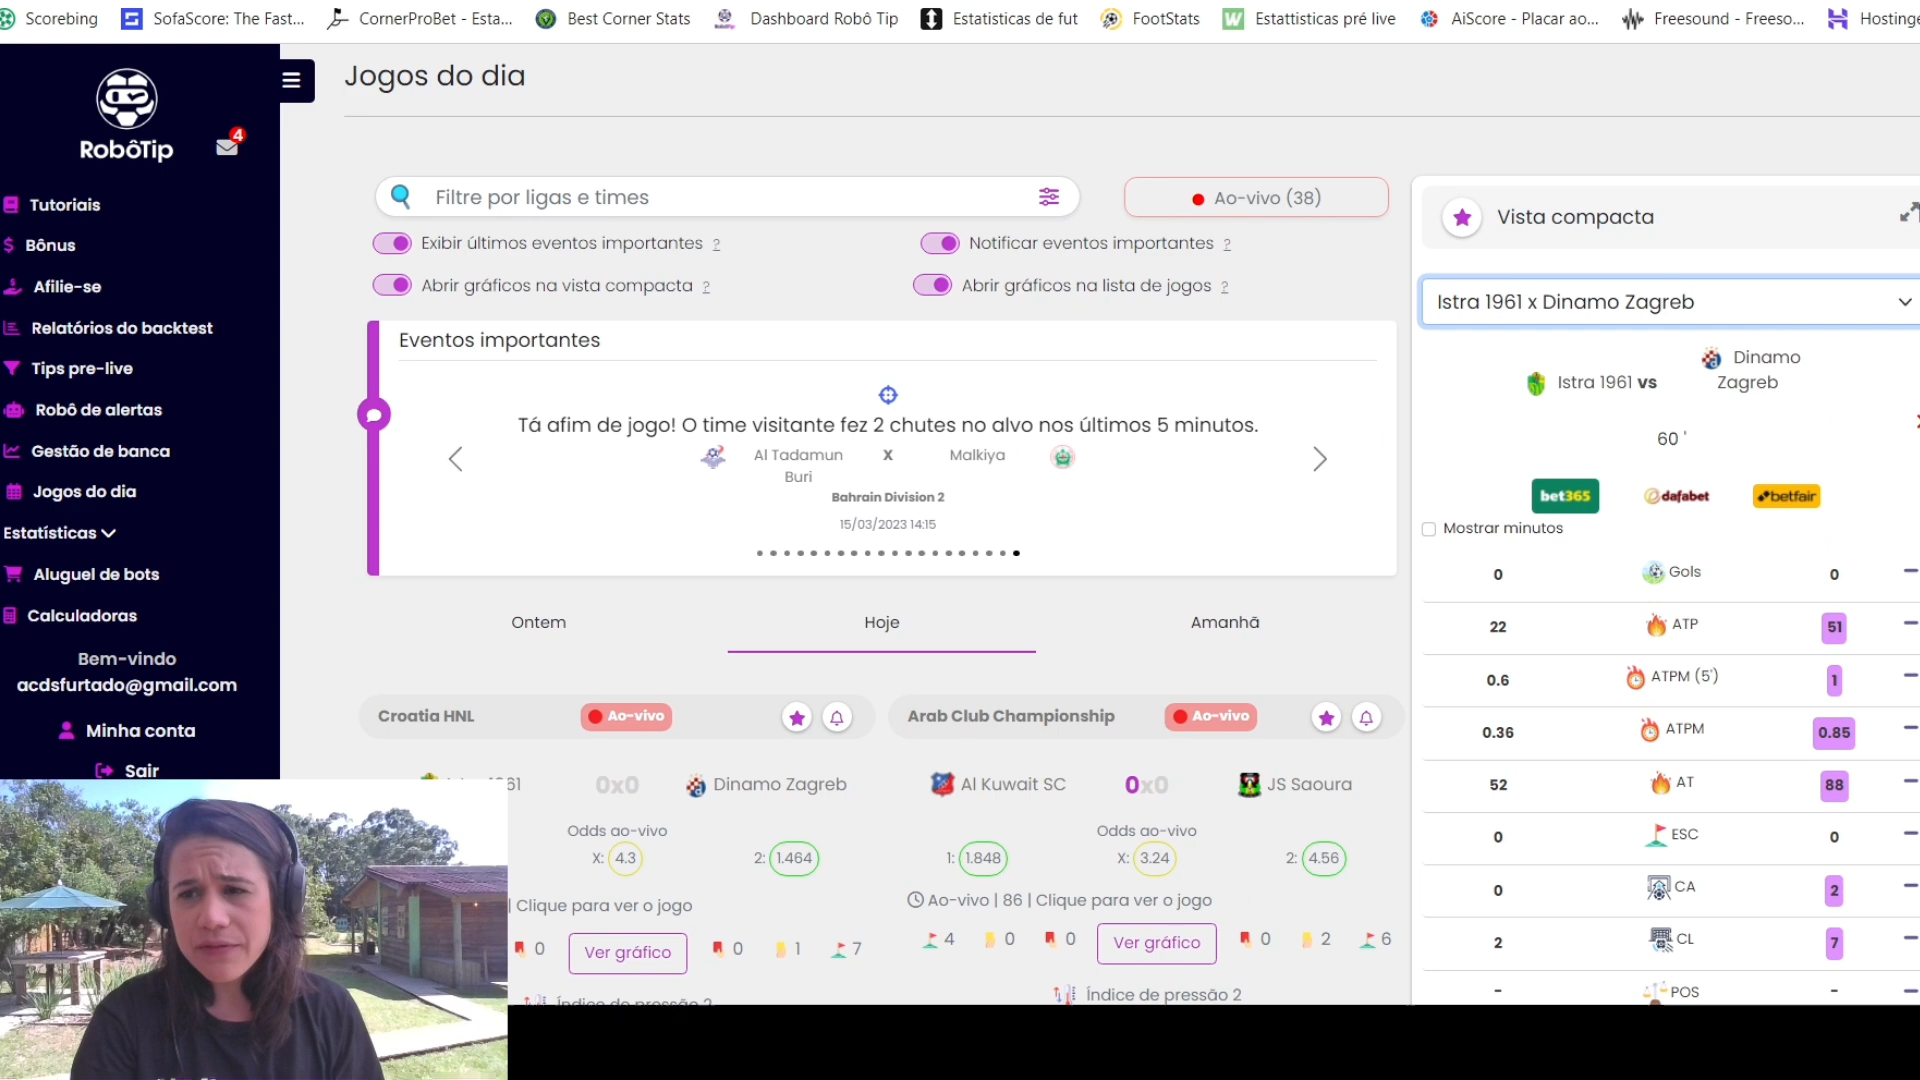 Scorebing
SofaScore: The Fast...
CornerProBet - Esta...
Best Corner Stats
Dashboard Robô Tip
Estatisticas de fut
FootStats
Estattisticas pré live
AiScore - Placar ao...
Freesound - Freeso...
Hostinge
RobôTip
4
Tutoriais
Bônus
Afilie-se
Relatórios do backtest
Tips pre-live
Robô de alertas
Gestão de banca
Jogos do dia
Estatísticas
Aluguel de bots
Calculadoras
Bem-vindo
acdsfurtado@gmail.com
Minha conta
Sair
Jogos do dia
Filtre por ligas e times
Ao-vivo (38)
Exibir últimos eventos importantes ?
Notificar eventos importantes ?
Abrir gráficos na vista compacta ?
Abrir gráficos na lista de jogos ?
Eventos importantes
Tá afim de jogo! O time visitante fez 2 chutes no alvo nos últimos 5 minutos.
Al Tadamun X Malkiya
Buri
Bahrain Division 2
15/03/2023 14:15
Ontem
Hoje
Amanhã
Croatia HNL
Ao-vivo
61 0x0 Dinamo Zagreb
Odds ao-vivo
X: 4.3 2: 1.464
| Clique para ver o jogo
0 Ver gráfico 0 1 7
Índice de pressão 2
Arab Club Championship
Ao-vivo
Al Kuwait SC 0x0 JS Saoura
Odds ao-vivo
1: 1.848 X: 3.24 2: 4.56
Ao-vivo | 86 | Clique para ver o jogo
4 0 0 Ver gráfico 0 2 6
Índice de pressão 2
Vista compacta
Istra 1961 x Dinamo Zagreb
Istra 1961 vs Dinamo
Zagreb
60 '
bet365 dafabet betfair
Mostrar minutos
0 Gols 0
22 ATP 51
0.6 ATPM (5') 1
0.36 ATPM 0.85
52 AT 88
0 ESC 0
0 CA 2
2 CL 7
- POS -